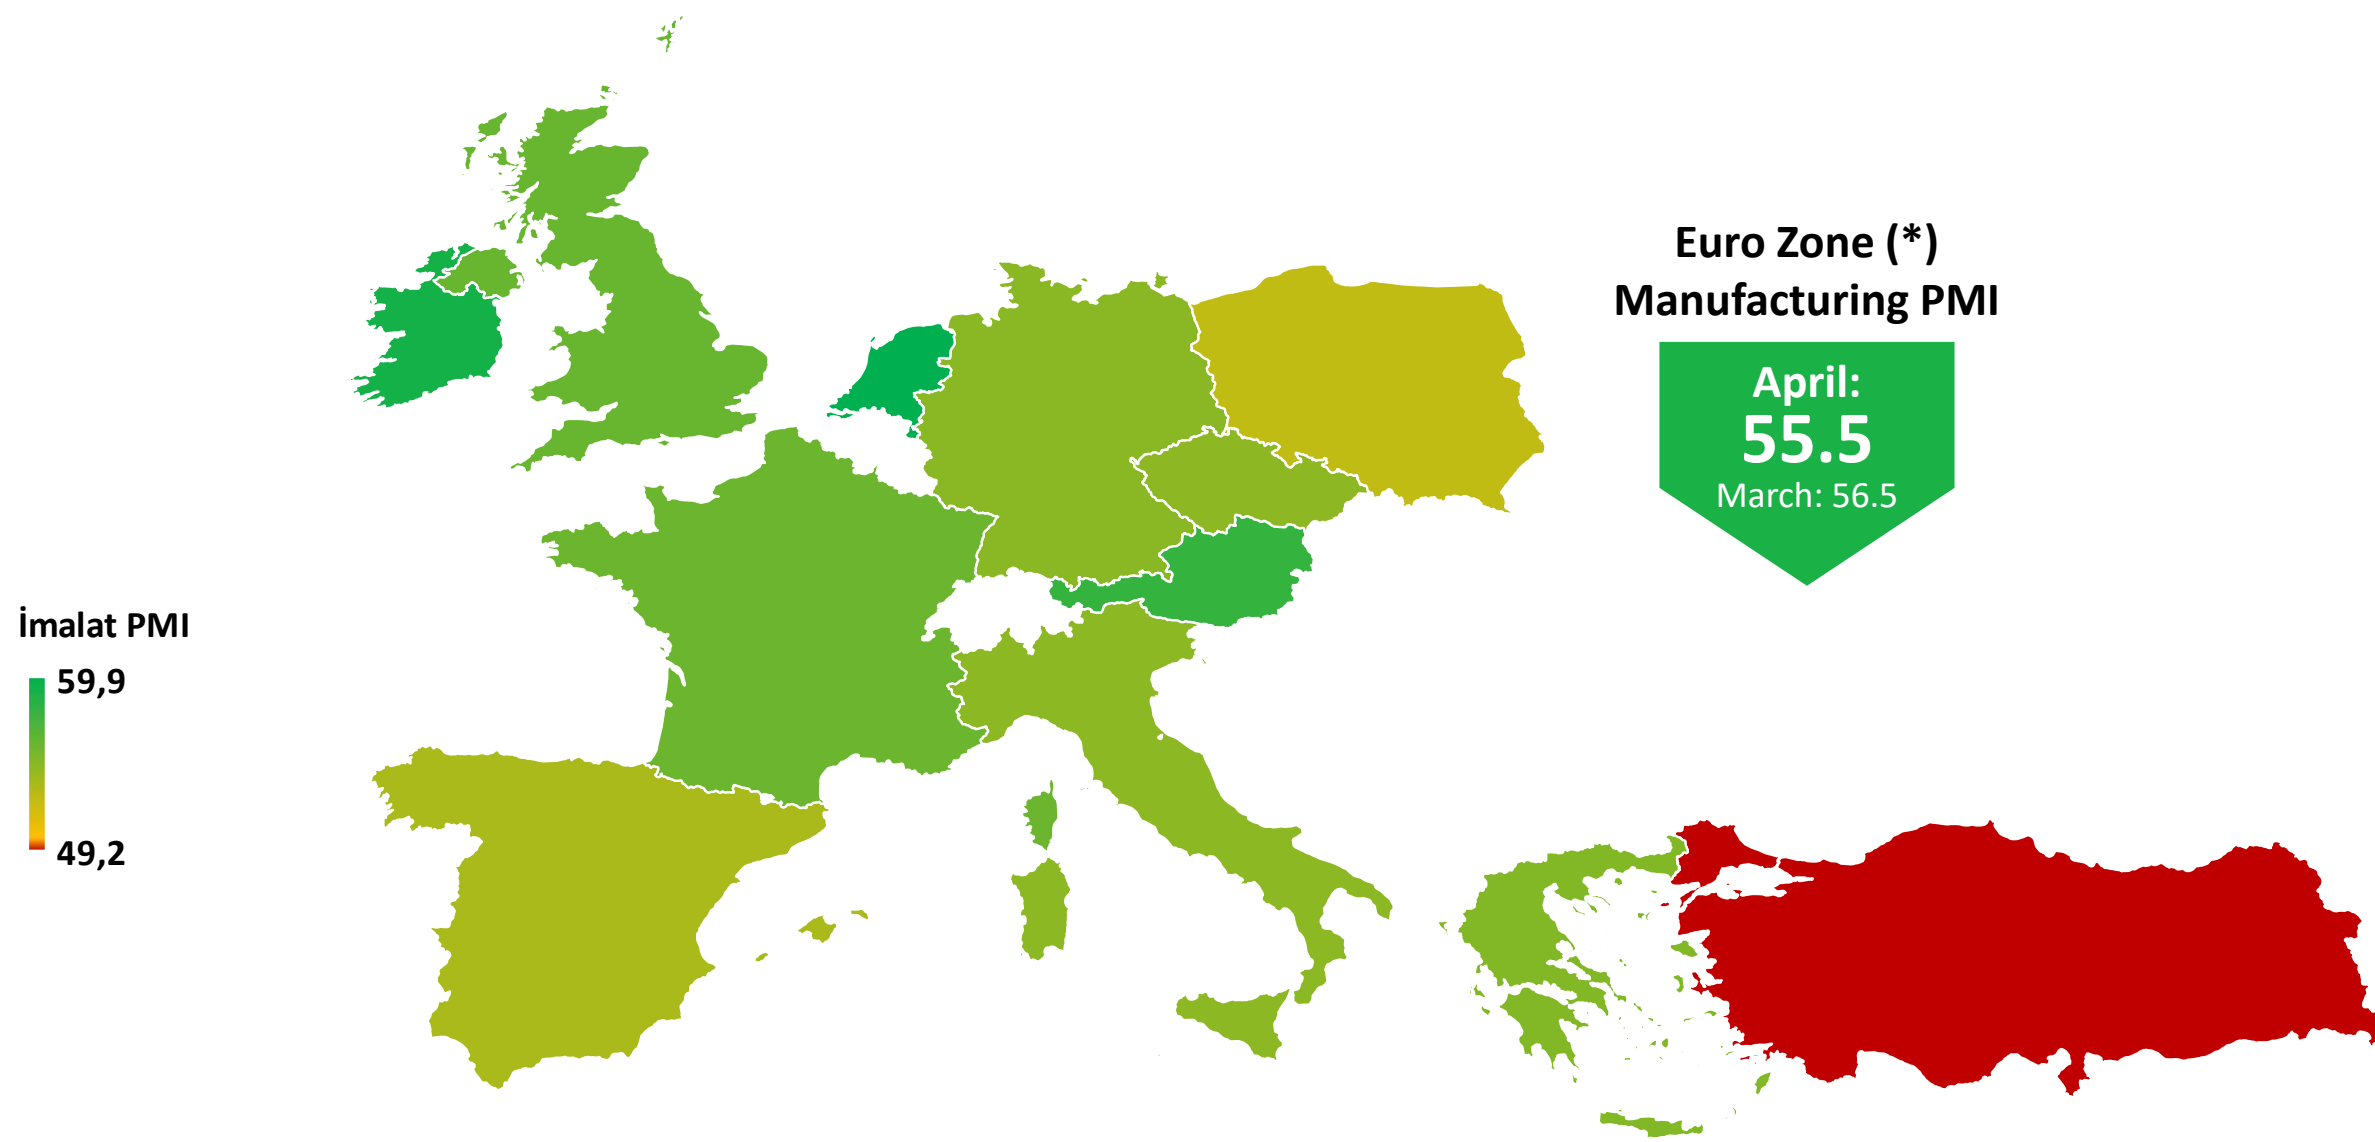 Euro Zone (*)
Manufacturing PMI
April:
55.5
March: 56.5
İmalat PMI
59,9
49,2